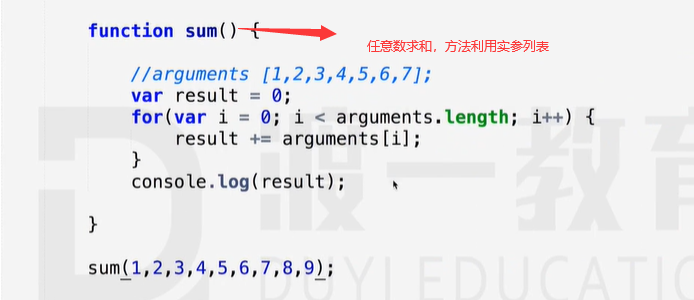 function sum() {
任意数求和，方法利用实参列表
//arguments [1,2,3,4,5,6,7];
var result = 0;
for(var i = 0; i < arguments.length; i++) {
result += arguments[i];
}
console.log(result);
}
sum(1,2,3,4,5,6,7,8,9);
渡一教育
DUYI EDUCATION